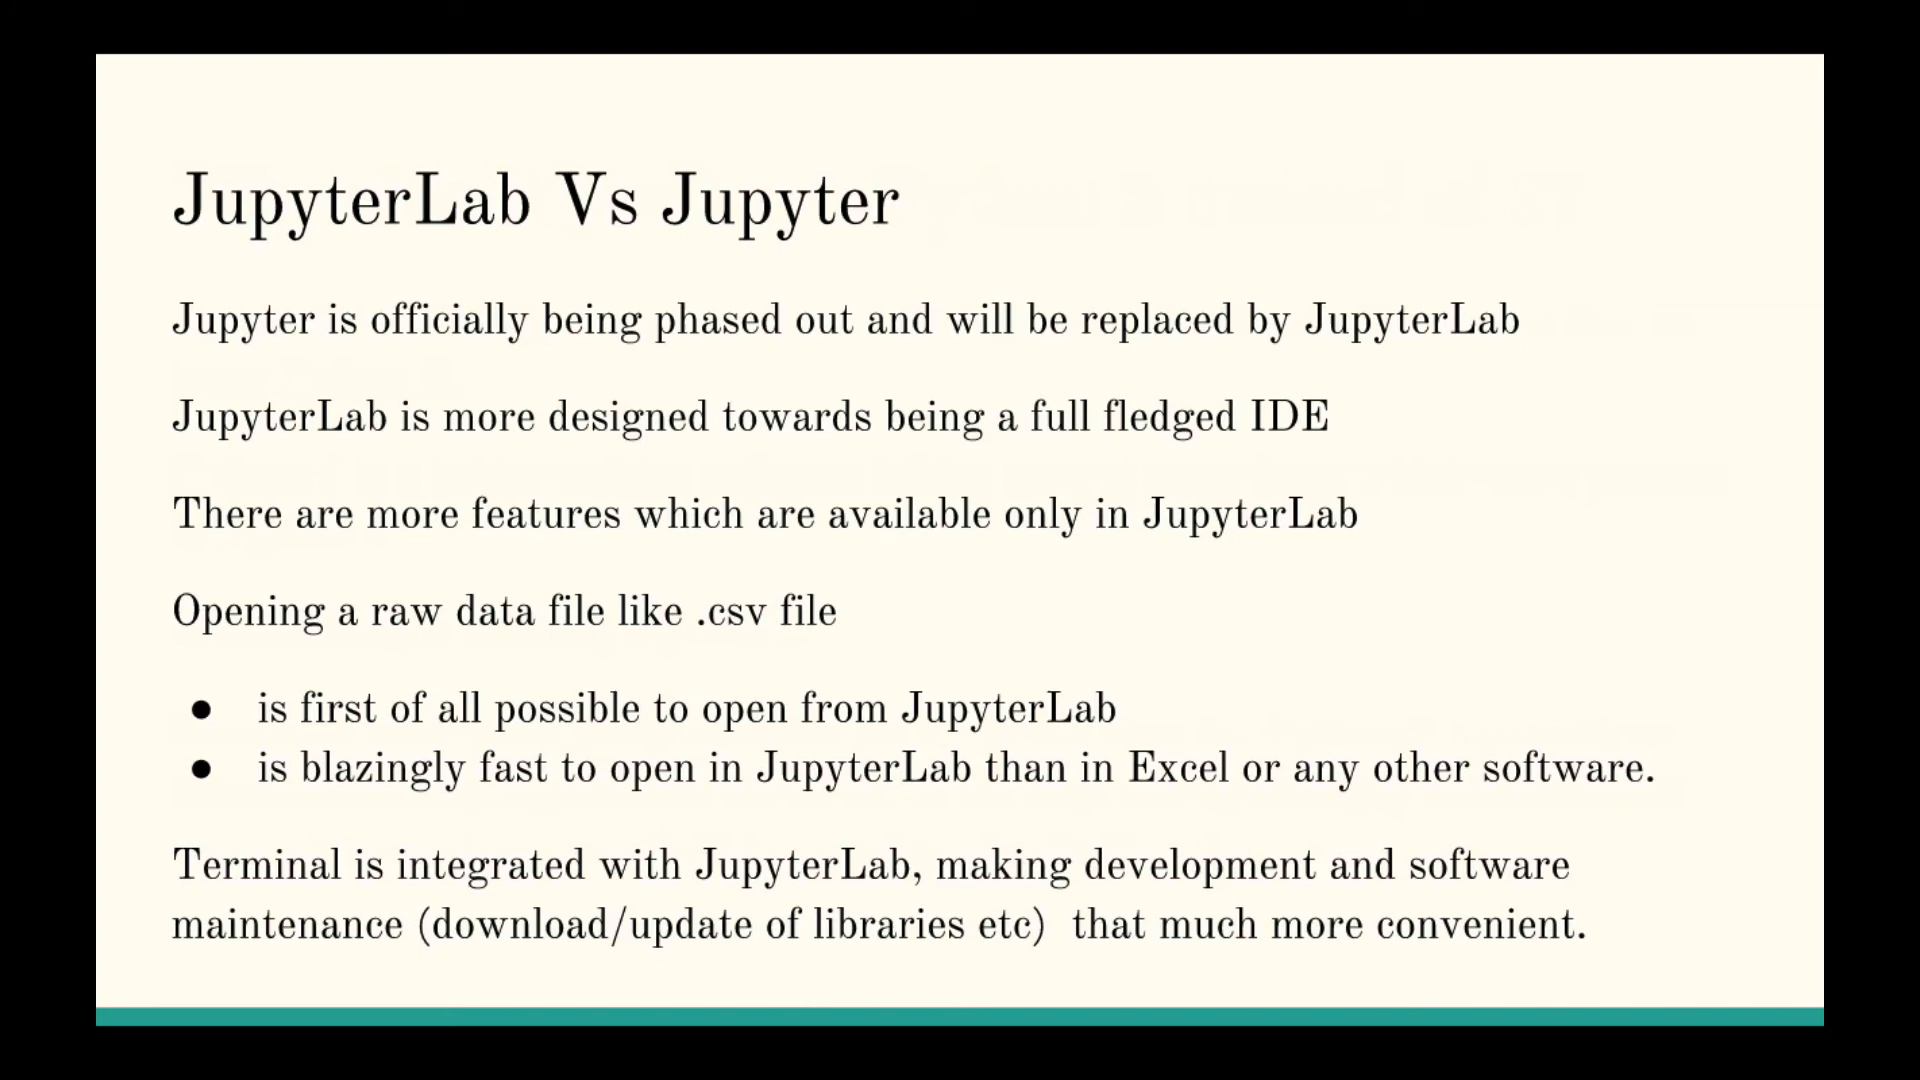 JupyterLab Vs Jupyter
Jupyter is officially being phased out and will be replaced by JupyterLab
JupyterLab is more designed towards being a full fledged IDE
There are more features which are available only in JupyterLab
Opening a raw data file like .csv file
● is first of all possible to open from JupyterLab
● is blazingly fast to open in JupyterLab than in Excel or any other software.
Terminal is integrated with JupyterLab, making development and software
maintenance (download/update of libraries etc)  that much more convenient.